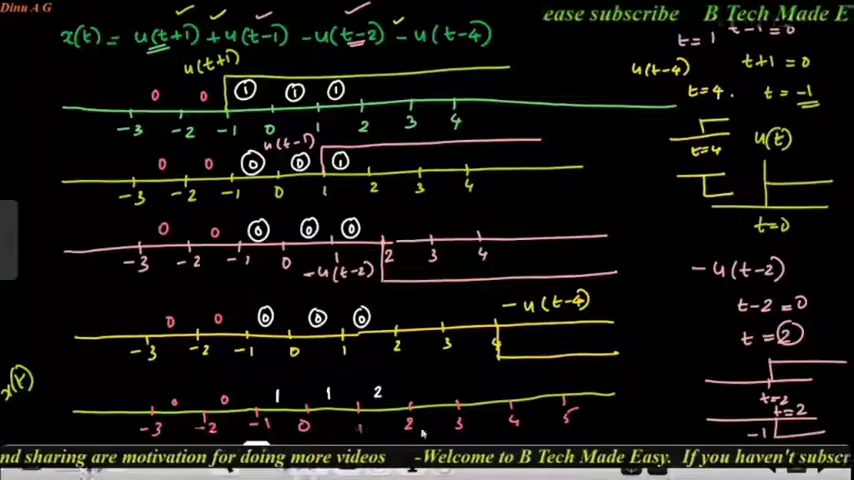 Dinu A G
ease subscribe B Tech Made E
x(t) = u(t+1) + u(t-1) - u(t-2) - u(t-4)
t=1 t-1=0
u(t+1)
u(t-4) t+1=0
0 0 1 1 1
t=4. t=-1
-3 -2 -1 0 1 2 3 4
u(t-1)
t=4 u(t)
0 0 0 0 1
-3 -2 -1 0 1 2 3 4
t=0
0 0 0 0 0
-3 -2 -1 0 1 2 3 4
-u(t-2)
-u(t-2)
t-2=0
-u(t-4)
0 0 0 0 0
t=2
-3 -2 -1 0 1 2 3 4
x(t)
0 0 1 1 2
t=2
t=2
-3 -2 -1 0 1 2 3 4 5
-1
nd sharing are motivation for doing more videos -Welcome to B Tech Made Easy. If you haven't subscr